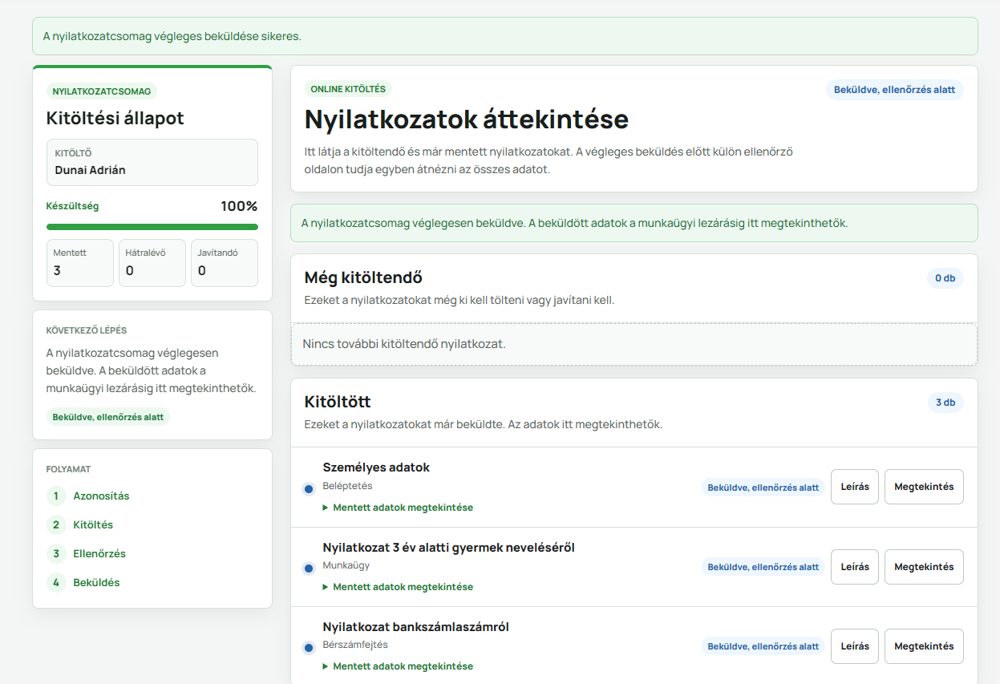 A nyilatkozatcsomag végleges beküldése sikeres.
NYILATKOZATCSOMAG
Kitöltési állapot
KITÖLTŐ
Dunai Adrián
Készültség 100%
Mentett Hátralévő Javítandó
3 0 0
KÖVETKEZŐ LÉPÉS
A nyilatkozatcsomag véglegesen
beküldve. A beküldött adatok a
munkaügyi lezárásig itt megtekinthetők.
Beküldve, ellenőrzés alatt
FOLYAMAT
1 Azonosítás
2 Kitöltés
3 Ellenőrzés
4 Beküldés
ONLINE KITÖLTÉS
Beküldve, ellenőrzés alatt
Nyilatkozatok áttekintése
Itt látja a kitöltendő és már mentett nyilatkozatokat. A végleges beküldés előtt külön ellenőrző
oldalon tudja egyben átnézni az összes adatot.
A nyilatkozatcsomag véglegesen beküldve. A beküldött adatok a munkaügyi lezárásig itt megtekinthetők.
Még kitöltendő
0 db
Ezeket a nyilatkozatokat még ki kell tölteni vagy javítani kell.
Nincs további kitöltendő nyilatkozat.
Kitöltött
3 db
Ezeket a nyilatkozatokat már beküldte. Az adatok itt megtekinthetők.
Személyes adatok
Beléptetés
Mentett adatok megtekintése
Beküldve, ellenőrzés alatt Leírás Megtekintés
Nyilatkozat 3 év alatti gyermek neveléséről
Munkaügy
Mentett adatok megtekintése
Beküldve, ellenőrzés alatt Leírás Megtekintés
Nyilatkozat bankszámlaszámról
Bérszámfejtés
Mentett adatok megtekintése
Beküldve, ellenőrzés alatt Leírás Megtekintés